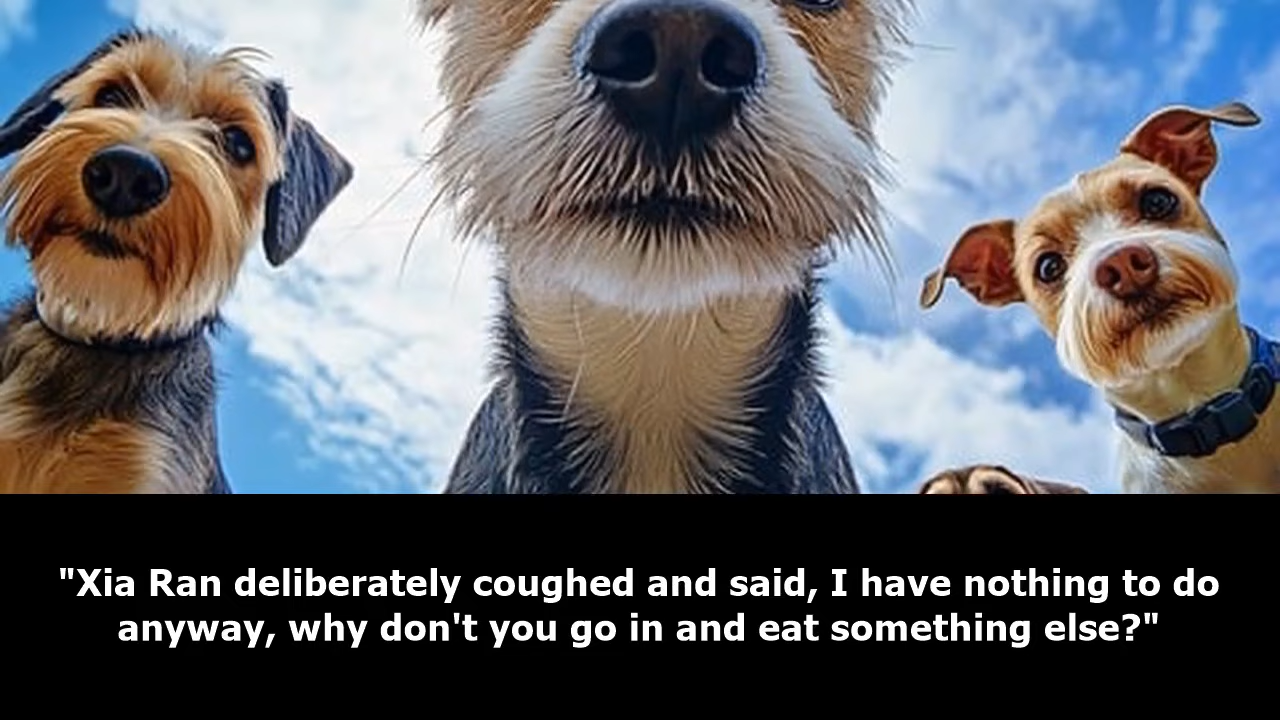 "Xia Ran deliberately coughed and said, I have nothing to do
anyway, why don't you go in and eat something else?"